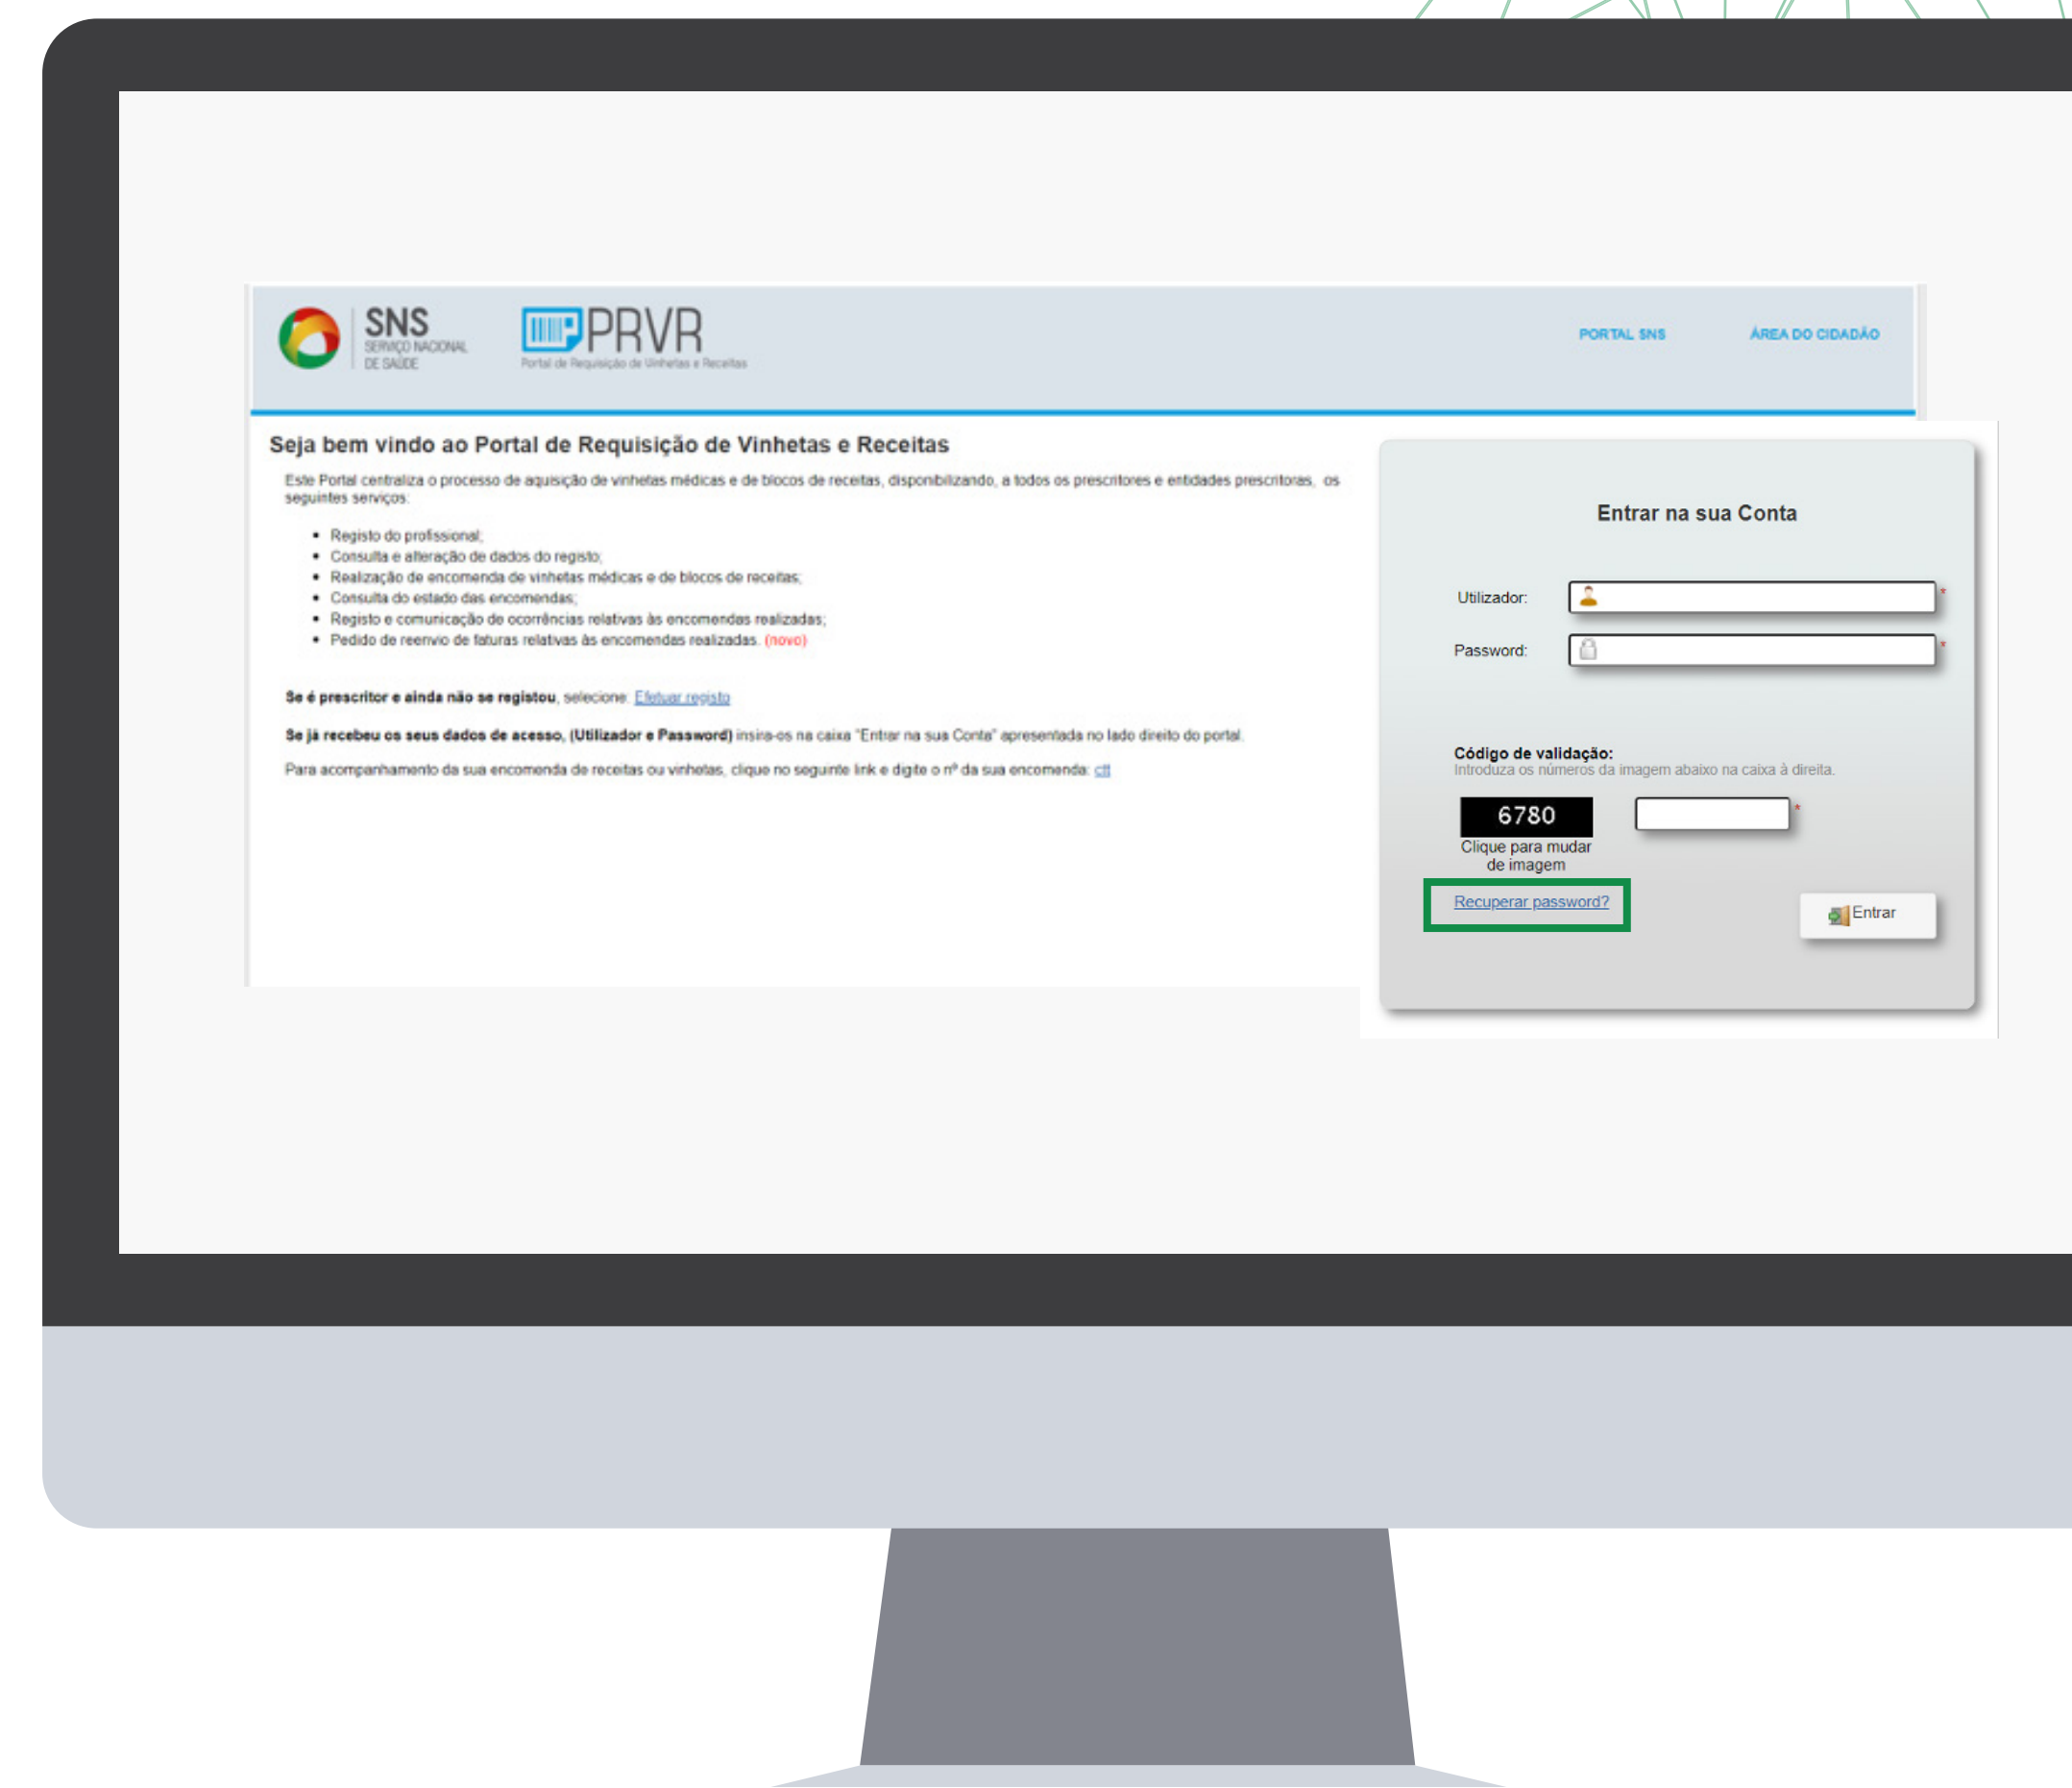 SNS
SERVIÇO NACIONAL
DE SAÚDE
PRVR
Portal de Requisição de Vinhetas e Receitas
PORTAL SNS
ÁREA DO CIDADÃO
Seja bem vindo ao Portal de Requisição de Vinhetas e Receitas
Este Portal centraliza o processo de aquisição de vinhetas médicas e de blocos de receitas, disponibilizando, a todos os prescritores e entidades prescritoras, os
seguintes serviços:
• Registo do profissional;
• Consulta e alteração de dados do registo;
• Realização de encomenda de vinhetas médicas e de blocos de receitas;
• Consulta do estado das encomendas;
• Registo e comunicação de ocorrências relativas às encomendas realizadas;
• Pedido de reenvio de faturas relativas às encomendas realizadas. (novo)
Se é prescritor e ainda não se registou, selecione: Efetuar registo
Se já recebeu os seus dados de acesso, (Utilizador e Password) insira-os na caixa "Entrar na sua Conta" apresentada no lado direito do portal.
Para acompanhamento da sua encomenda de receitas ou vinhetas, clique no seguinte link e digite o nº da sua encomenda: ctt
Entrar na sua Conta
Utilizador: *
Password: *
Código de validação:
Introduza os números da imagem abaixo na caixa à direita.
6780 *
Clique para mudar
de imagem
Recuperar password?
Entrar